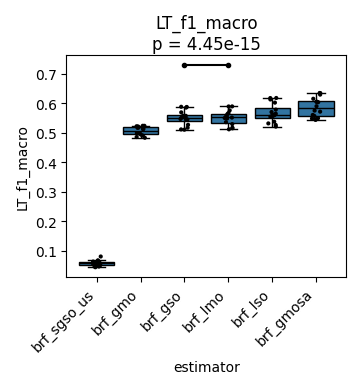 LT_f1_macro
p = 4.45e-15
LT_f1_macro
0.7
0.6
0.5
0.4
0.3
0.2
0.1
brf_sgso_us
brf_gmo
brf_gso
brf_lmo
brf_lso
brf_gmosa
estimator